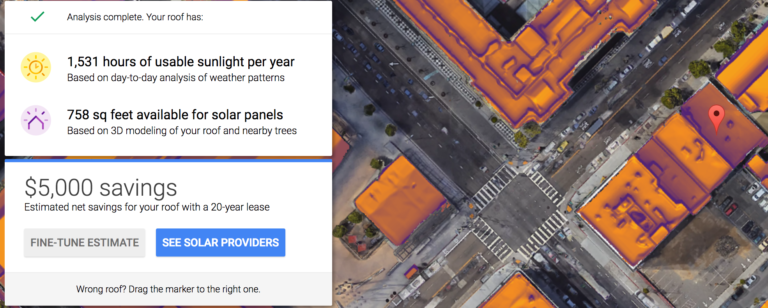 Analysis complete. Your roof has:
1,531 hours of usable sunlight per year
Based on day-to-day analysis of weather patterns
758 sq feet available for solar panels
Based on 3D modeling of your roof and nearby trees
$5,000 savings
Estimated net savings for your roof with a 20-year lease
FINE-TUNE ESTIMATE
SEE SOLAR PROVIDERS
Wrong roof? Drag the marker to the right one.